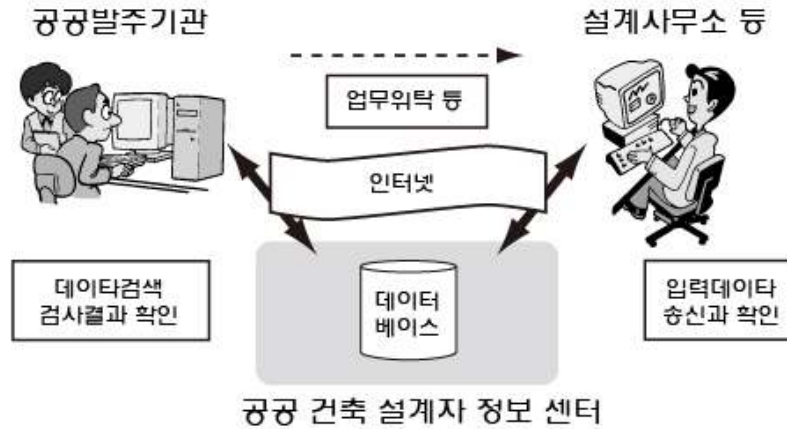 공공발주기관
설계사무소 등
업무위탁 등
인터넷
데이타검색
검사결과 확인
데이터
베이스
입력데이타
송신과 확인
공공 건축 설계자 정보 센터